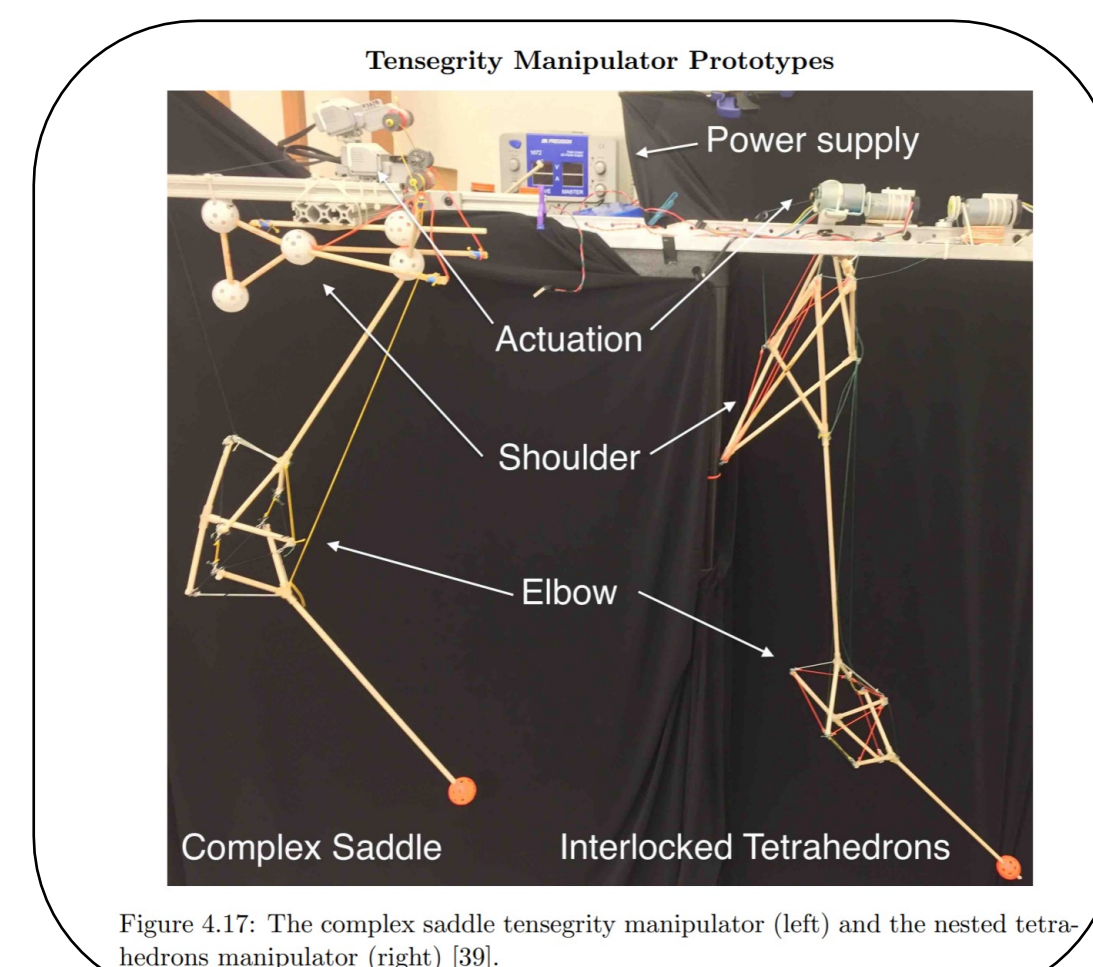 Tensegrity Manipulator Prototypes
Power supply
Actuation
Shoulder
Elbow
Complex Saddle
Interlocked Tetrahedrons
Figure 4.17: The complex saddle tensegrity manipulator (left) and the nested tetra-
hedrons manipulator (right) [39].